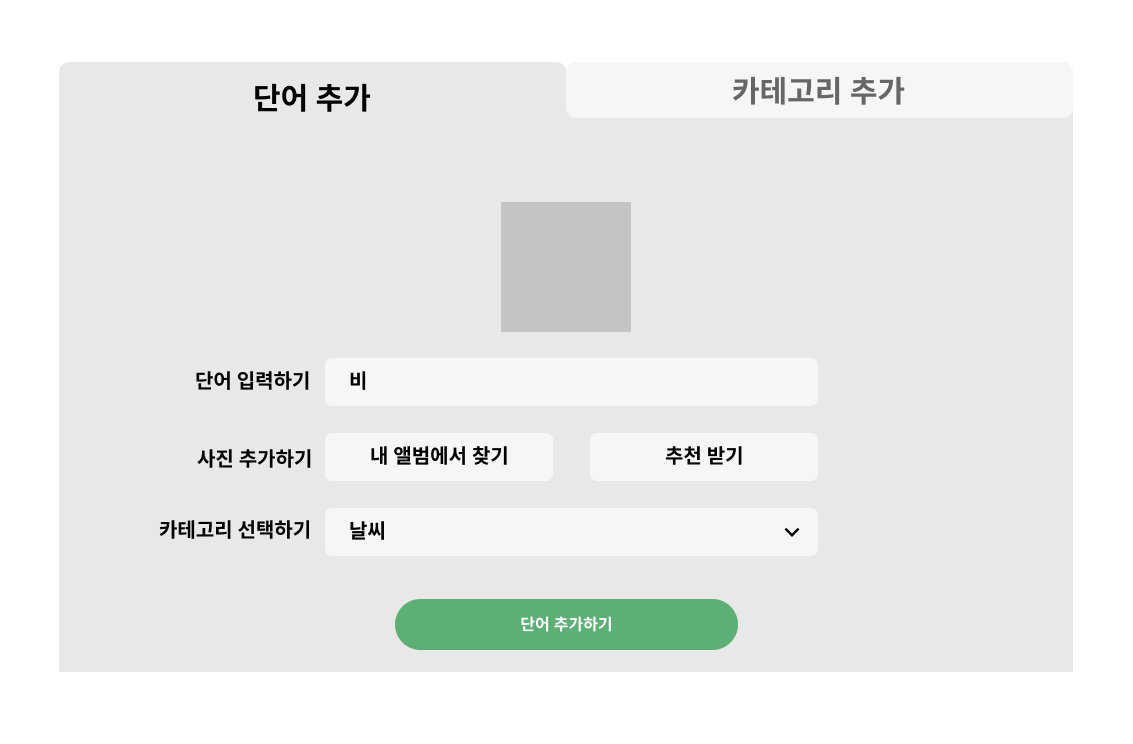 단어 추가
카테고리 추가
단어 입력하기
비
사진 추가하기
내 앨범에서 찾기
추천 받기
카테고리 선택하기
날씨
단어 추가하기